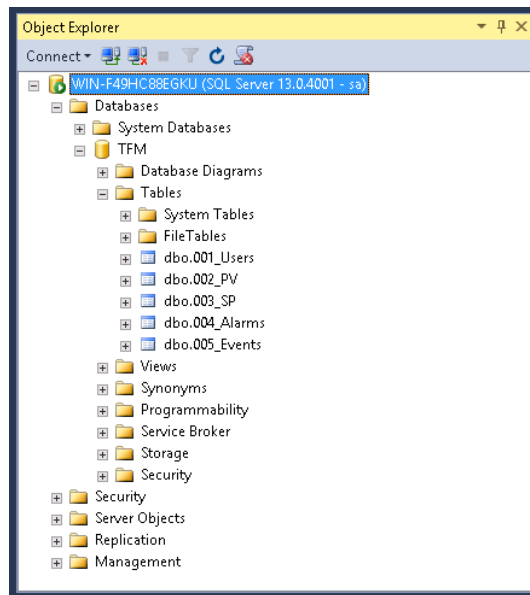 Object Explorer
Connect
WIN-F49HC88EGKU (SQL Server 13.0.4001 - sa)
Databases
System Databases
TFM
Database Diagrams
Tables
System Tables
FileTables
dbo.001_Users
dbo.002_PV
dbo.003_SP
dbo.004_Alarms
dbo.005_Events
Views
Synonyms
Programmability
Service Broker
Storage
Security
Security
Server Objects
Replication
Management